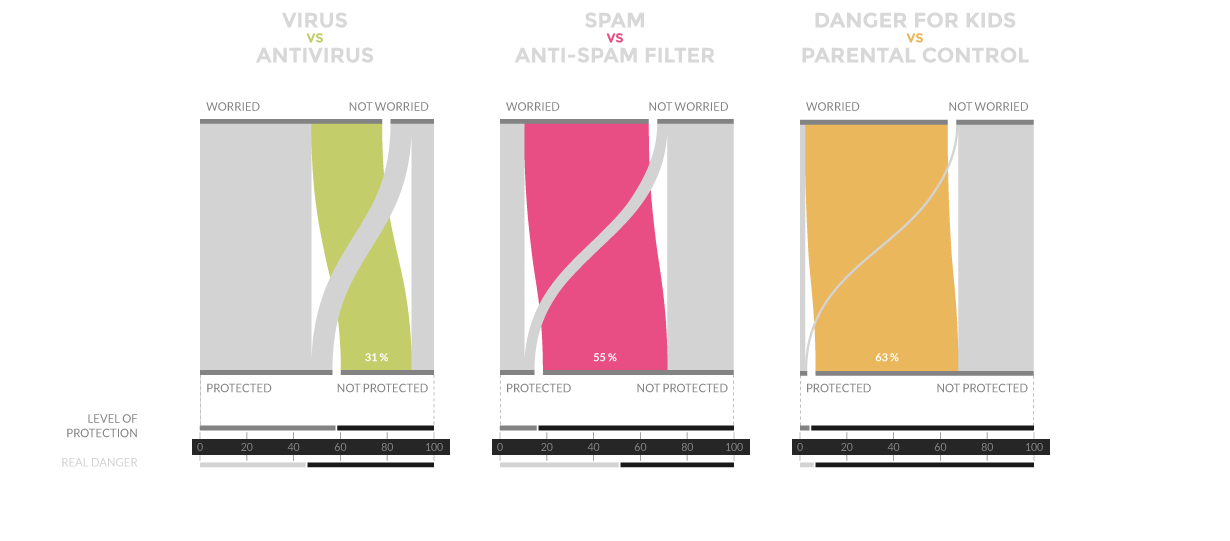 VIRUS
VS
ANTIVIRUS
SPAM
VS
ANTI-SPAM FILTER
DANGER FOR KIDS
VS
PARENTAL CONTROL
WORRIED NOT WORRIED
WORRIED NOT WORRIED
WORRIED NOT WORRIED
31 %
55 %
63 %
PROTECTED NOT PROTECTED
PROTECTED NOT PROTECTED
PROTECTED NOT PROTECTED
LEVEL OF
PROTECTION
0 20 40 60 80 100
0 20 40 60 80 100
0 20 40 60 80 100
REAL DANGER